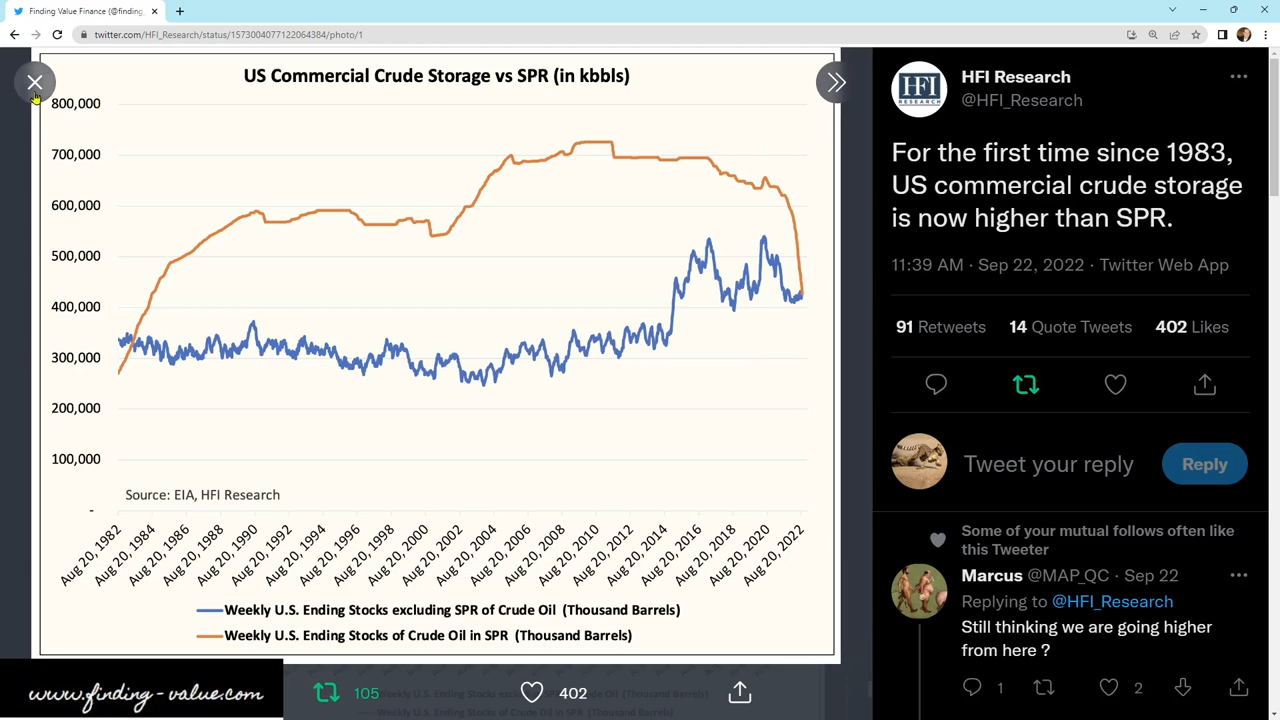 Finding Value Finance (@finding_
twitter.com/HFI_Research/status/1573004077122064384/photo/1
US Commercial Crude Storage vs SPR (in kbbls)
800,000
700,000
600,000
500,000
400,000
300,000
200,000
100,000
-
Source: EIA, HFI Research
Aug 20, 1982
Aug 20, 1984
Aug 20, 1986
Aug 20, 1988
Aug 20, 1990
Aug 20, 1992
Aug 20, 1994
Aug 20, 1996
Aug 20, 1998
Aug 20, 2000
Aug 20, 2002
Aug 20, 2004
Aug 20, 2006
Aug 20, 2008
Aug 20, 2010
Aug 20, 2012
Aug 20, 2014
Aug 20, 2016
Aug 20, 2018
Aug 20, 2020
Aug 20, 2022
Weekly U.S. Ending Stocks excluding SPR of Crude Oil (Thousand Barrels)
Weekly U.S. Ending Stocks of Crude Oil in SPR (Thousand Barrels)
www.finding-value.com
105
402
HFI Research
@HFI_Research
HFI
RESEARCH
For the first time since 1983,
US commercial crude storage
is now higher than SPR.
11:39 AM · Sep 22, 2022 · Twitter Web App
91 Retweets 14 Quote Tweets 402 Likes
Tweet your reply
Reply
Some of your mutual follows often like
this Tweeter
Marcus @MAP_QC · Sep 22
Replying to @HFI_Research
Still thinking we are going higher
from here ?
1
2